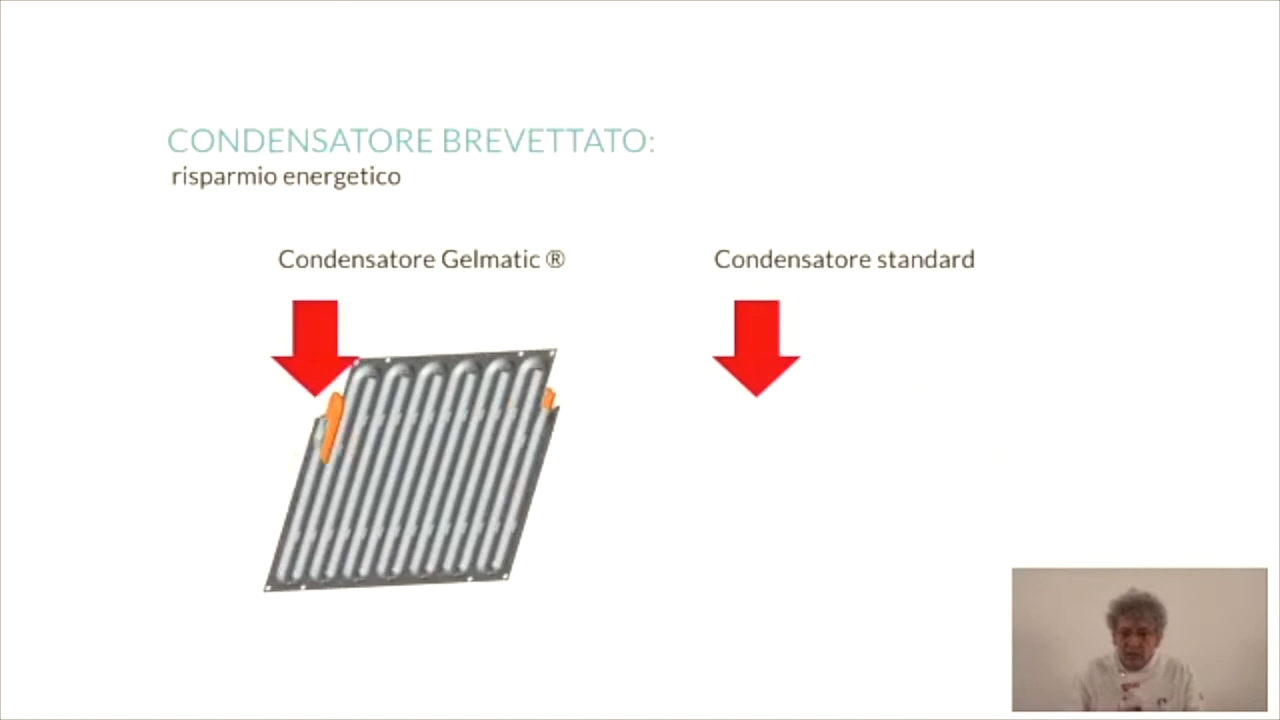 CONDENSATORE BREVETTATO:
risparmio energetico
Condensatore Gelmatic ®
Condensatore standard